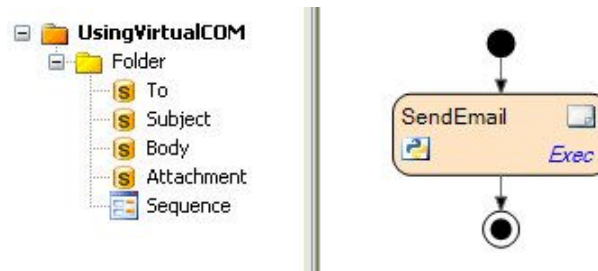 UsingVirtualCOM
Folder
S To
S Subject
S Body
S Attachment
Sequence
SendEmail
Exec